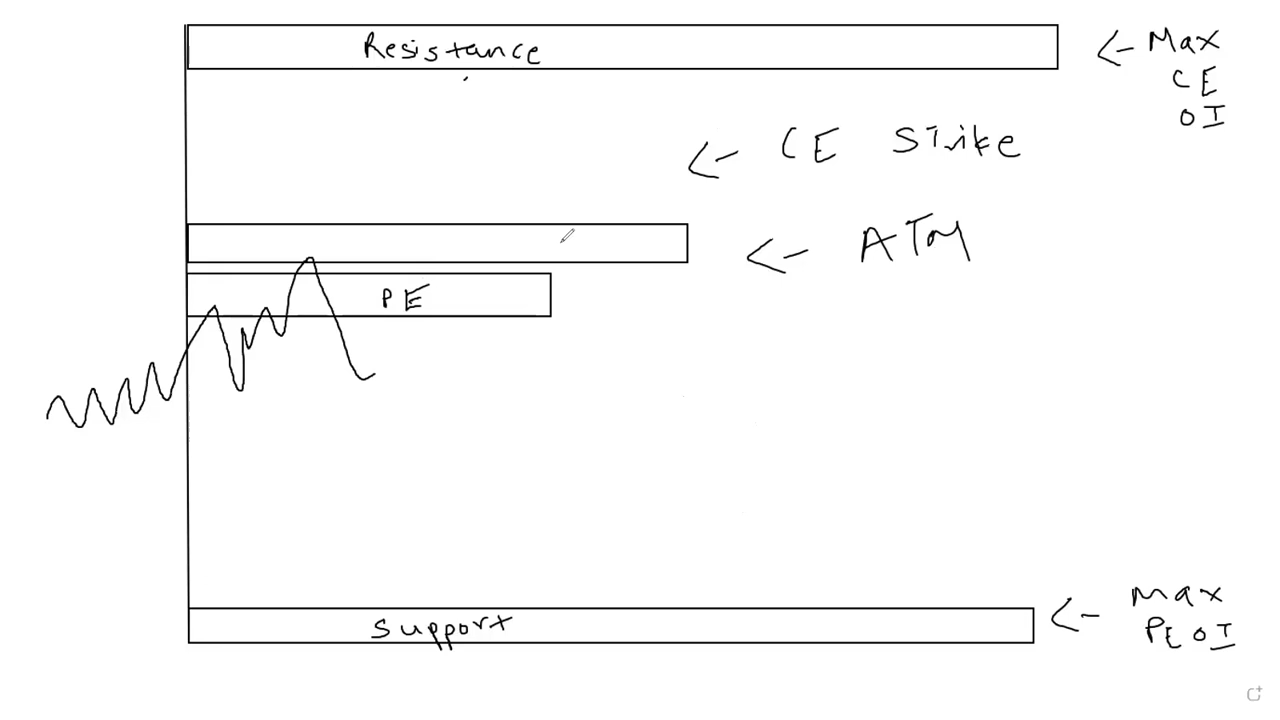 Resistance
← Max
CE
OI
← CE Strike
← ATM
PE
Support
← Max
PE OI